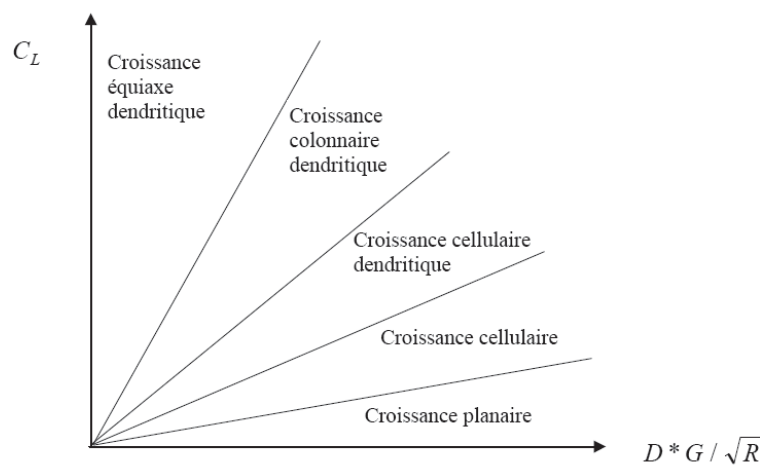 C_L
Croissance
équiaxe
dendritique
Croissance
colonnaire
dendritique
Croissance cellulaire
dendritique
Croissance cellulaire
Croissance planaire
D * G / √R